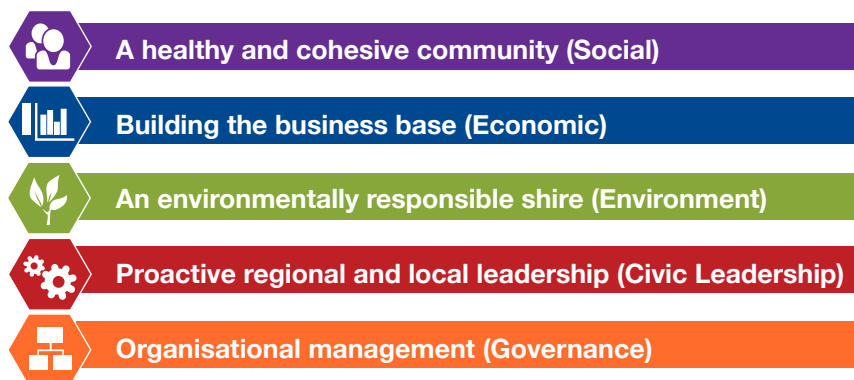 A healthy and cohesive community (Social)
Building the business base (Economic)
An environmentally responsible shire (Environment)
Proactive regional and local leadership (Civic Leadership)
Organisational management (Governance)